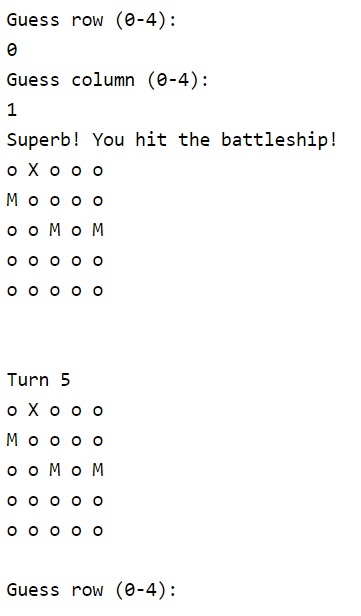 Guess row (0-4):
0
Guess column (0-4):
1
Superb! You hit the battleship!
o X o o o
M o o o o
o o M o M
o o o o o
o o o o o
Turn 5
o X o o o
M o o o o
o o M o M
o o o o o
o o o o o
Guess row (0-4):